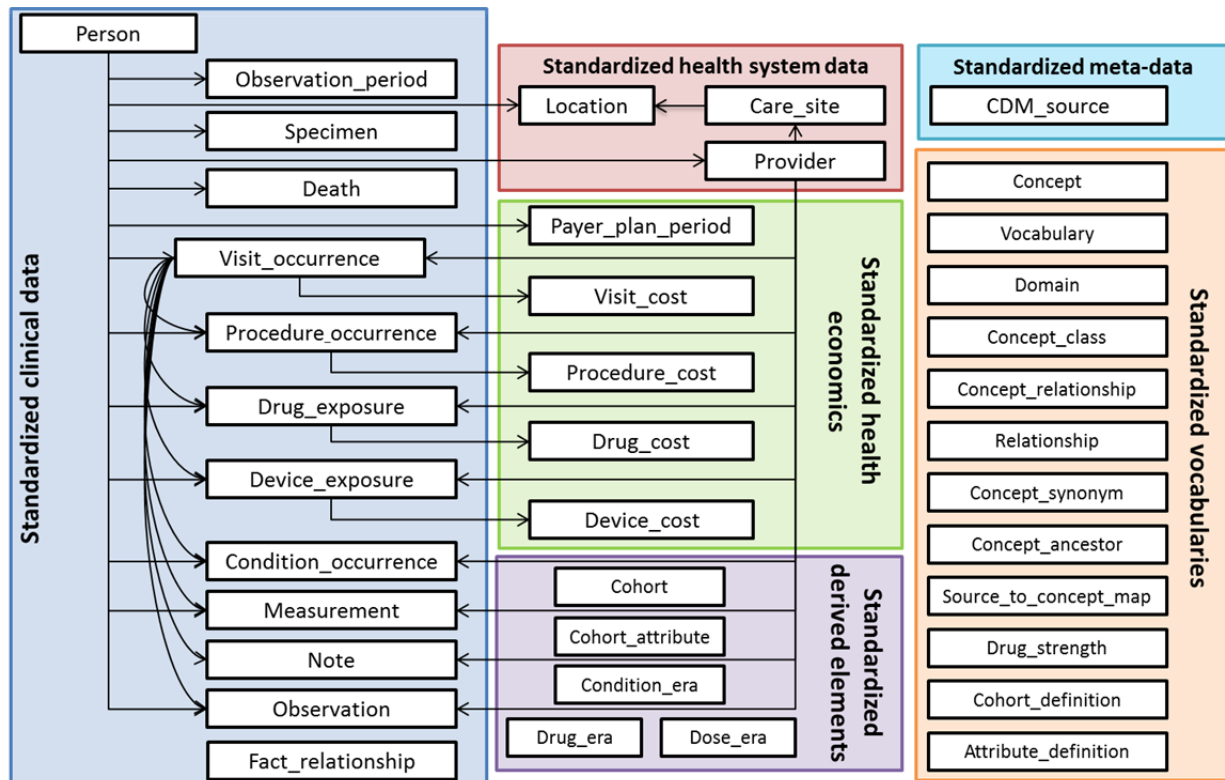 Standardized clinical data
Person
Observation_period
Specimen
Death
Visit_occurrence
Procedure_occurrence
Drug_exposure
Device_exposure
Condition_occurrence
Measurement
Note
Observation
Fact_relationship
Standardized health system data
Location
Care_site
Provider
Standardized health
economics
Payer_plan_period
Visit_cost
Procedure_cost
Drug_cost
Device_cost
Standardized
derived elements
Cohort
Cohort_attribute
Condition_era
Drug_era
Dose_era
Standardized meta-data
CDM_source
Standardized vocabularies
Concept
Vocabulary
Domain
Concept_class
Concept_relationship
Relationship
Concept_synonym
Concept_ancestor
Source_to_concept_map
Drug_strength
Cohort_definition
Attribute_definition